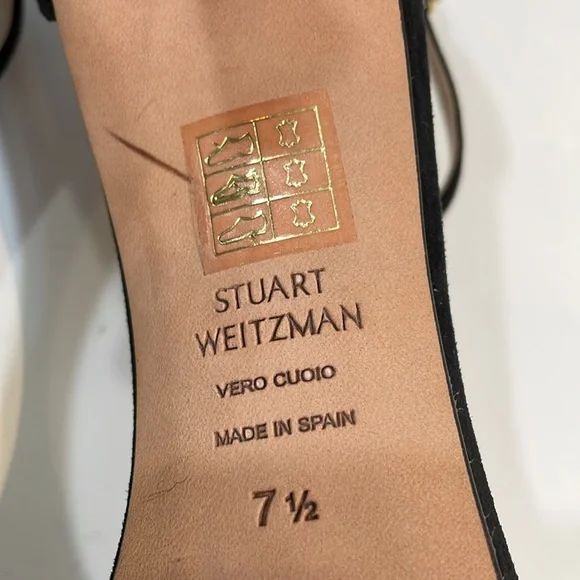 STUART
WEITZMAN
VERO CUOIO
MADE IN SPAIN
7 ½